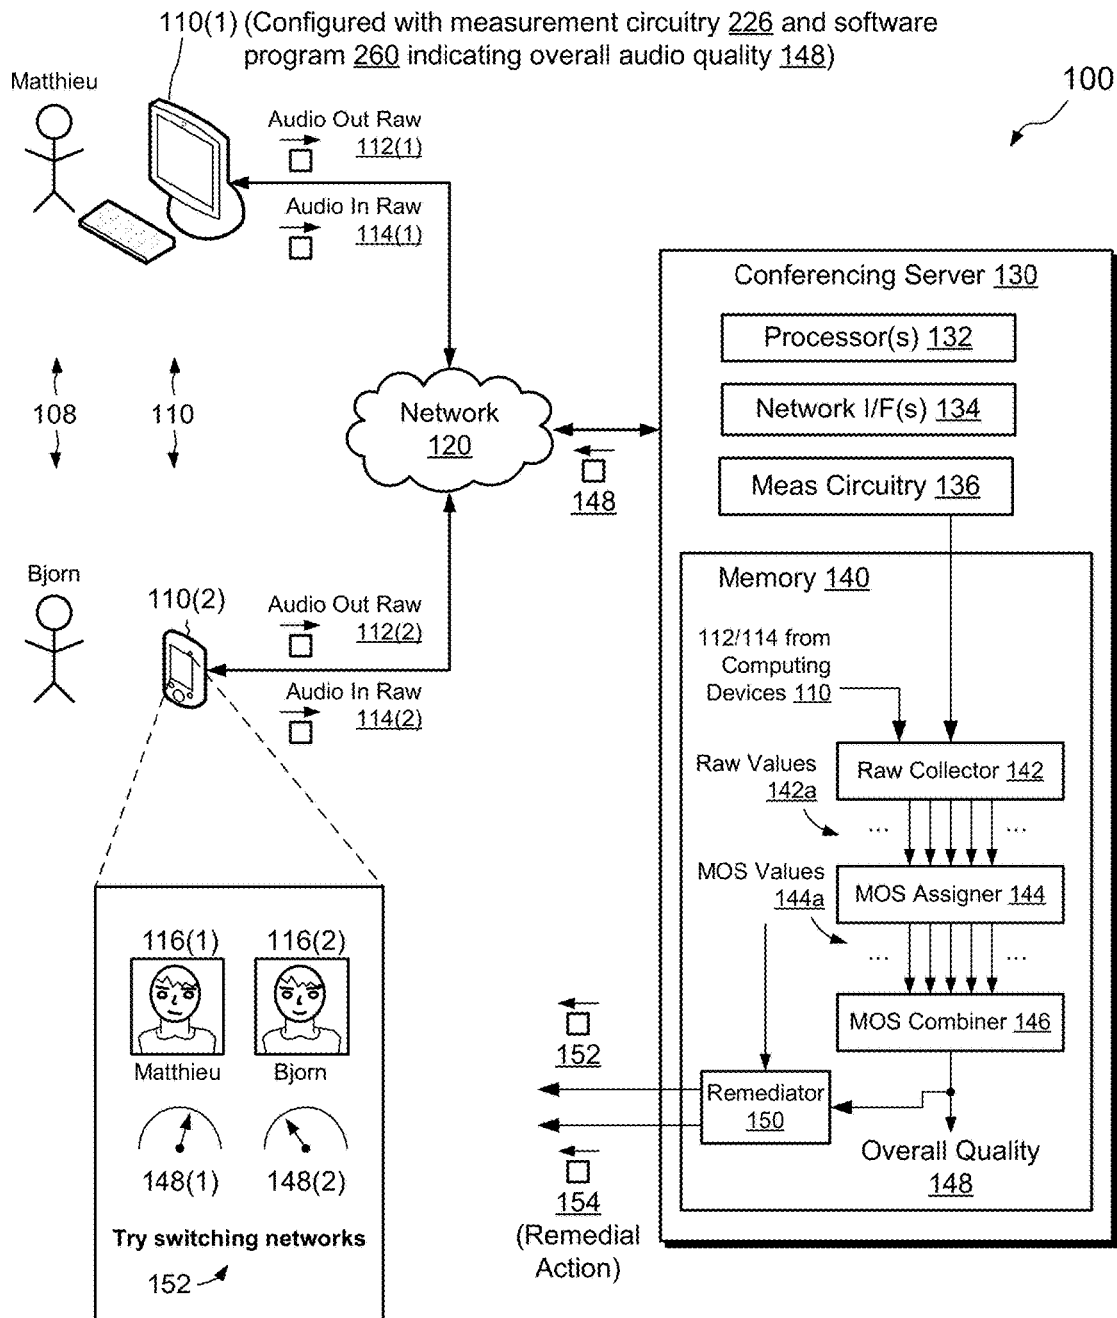 110(1) (Configured with measurement circuitry 226 and software
program 260 indicating overall audio quality 148)
Matthieu
100
Audio Out Raw
112(1)
Audio In Raw
114(1)
108
110
Network
120
148
Bjorn
110(2)
Audio Out Raw
112(2)
Audio In Raw
114(2)
Conferencing Server 130
Processor(s) 132
Network I/F(s) 134
Meas Circuitry 136
Memory 140
112/114 from
Computing
Devices 110
Raw Collector 142
Raw Values
142a
... ...
MOS Assigner 144
MOS Values
144a
... ...
MOS Combiner 146
Remediator
150
Overall Quality
148
152
154
(Remedial
Action)
116(1) 116(2)
Matthieu Bjorn
148(1) 148(2)
Try switching networks
152